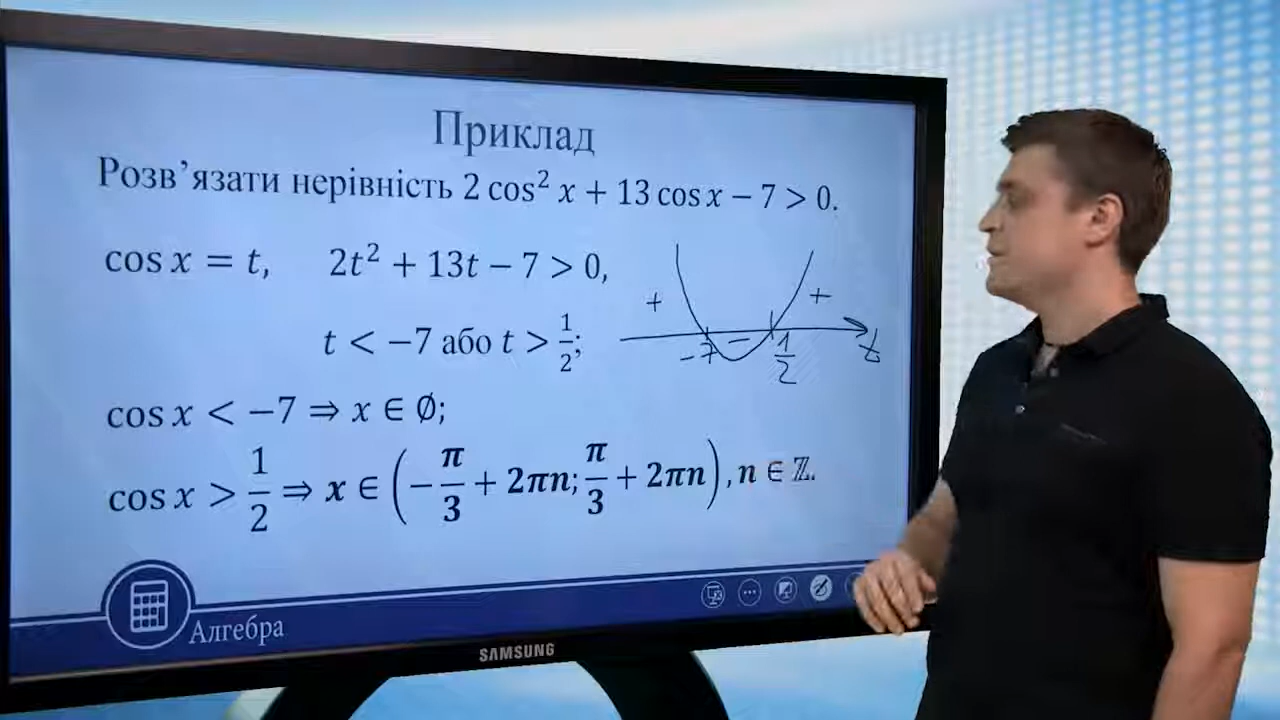 Приклад
Розв’язати нерівність 2 cos² x + 13 cos x − 7 > 0.
cos x = t, 2t² + 13t − 7 > 0,
t < −7 або t > 1/2;
+ − +
−7 1/2 t
cos x < −7 ⇒ x ∈ ∅;
cos x > 1/2 ⇒ x ∈ (−π/3 + 2πn; π/3 + 2πn), n ∈ ℤ.
Алгебра
SAMSUNG